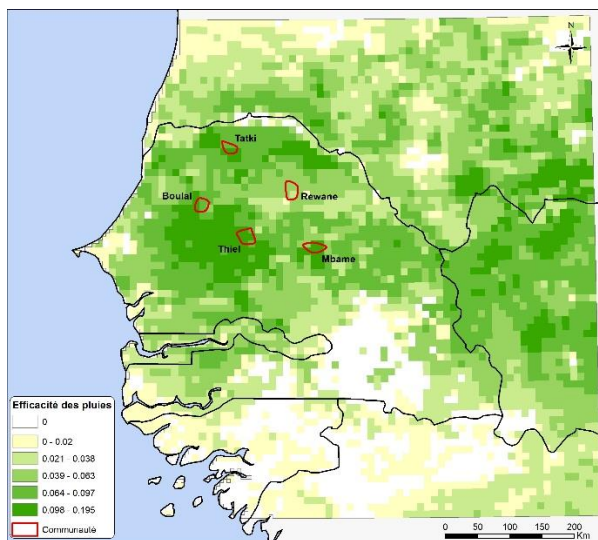 N
Tatki
Boulal
Rewane
Thiel
Mbame
Efficacité des pluies
0
0 - 0.02
0.021 - 0.038
0.039 - 0.063
0.064 - 0.097
0.098 - 0.195
Communauté
0 50 100 150 200
Km